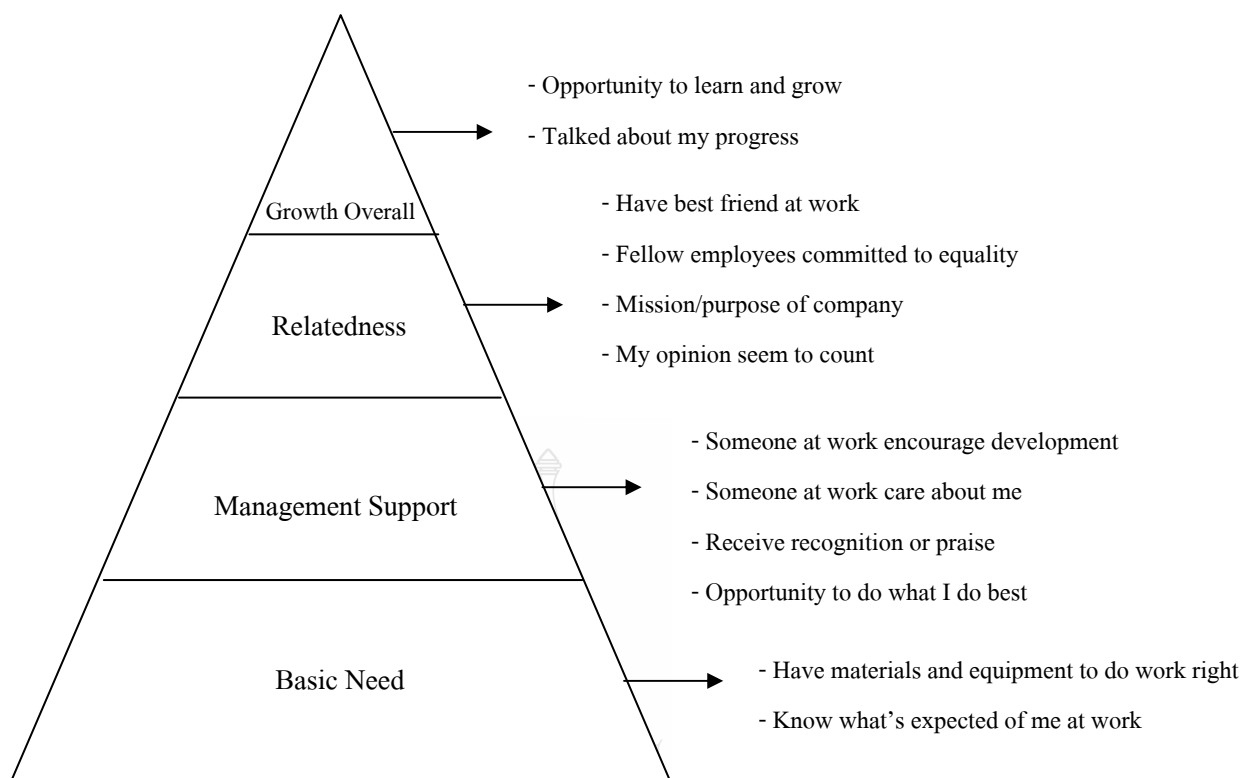 - Opportunity to learn and grow
- Talked about my progress
Growth Overall
- Have best friend at work
- Fellow employees committed to equality
Relatedness
- Mission/purpose of company
- My opinion seem to count
- Someone at work encourage development
Management Support
- Someone at work care about me
- Receive recognition or praise
- Opportunity to do what I do best
Basic Need
- Have materials and equipment to do work right
- Know what’s expected of me at work